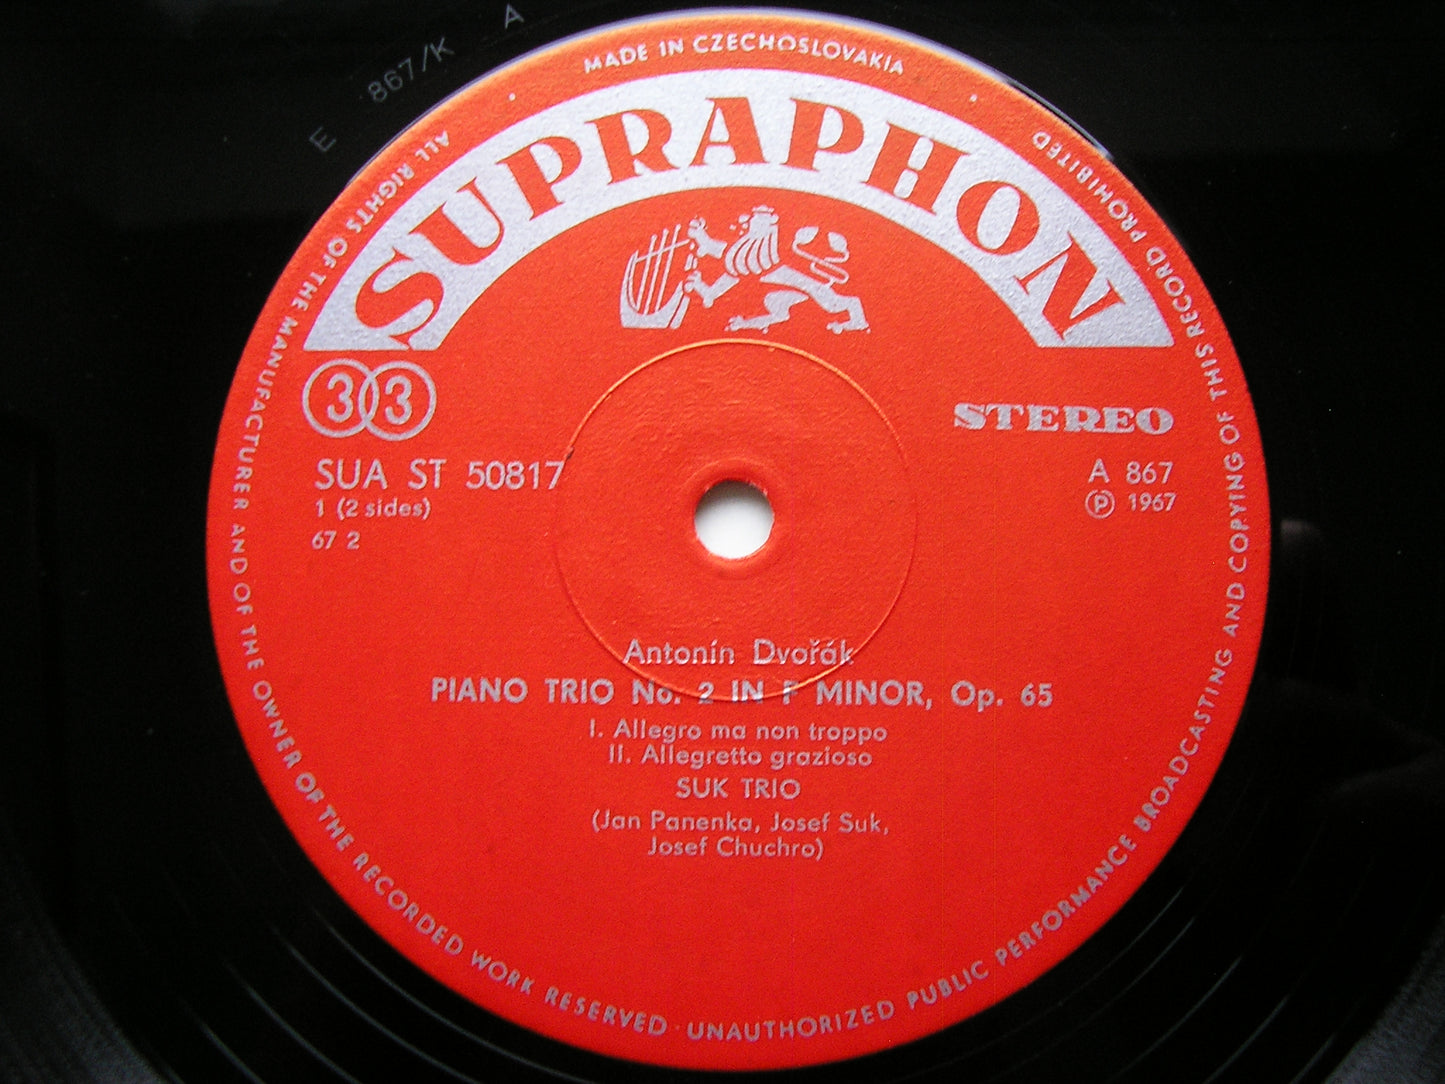 E 867/K A
MADE IN CZECHOSLOVAKIA
SUPRAPHON
33
STEREO
SUA ST 50817
A 867
1 (2 sides)
℗ 1967
67 2
Antonín Dvořák
PIANO TRIO No. 2 IN F MINOR, Op. 65
I. Allegro ma non troppo
II. Allegretto grazioso
SUK TRIO
(Jan Panenka, Josef Suk,
Josef Chuchro)
ALL RIGHTS OF THE MANUFACTURER AND OF THE OWNER OF THE RECORDED WORK RESERVED · UNAUTHORIZED PUBLIC PERFORMANCE BROADCASTING AND COPYING OF THIS RECORD PROHIBITED